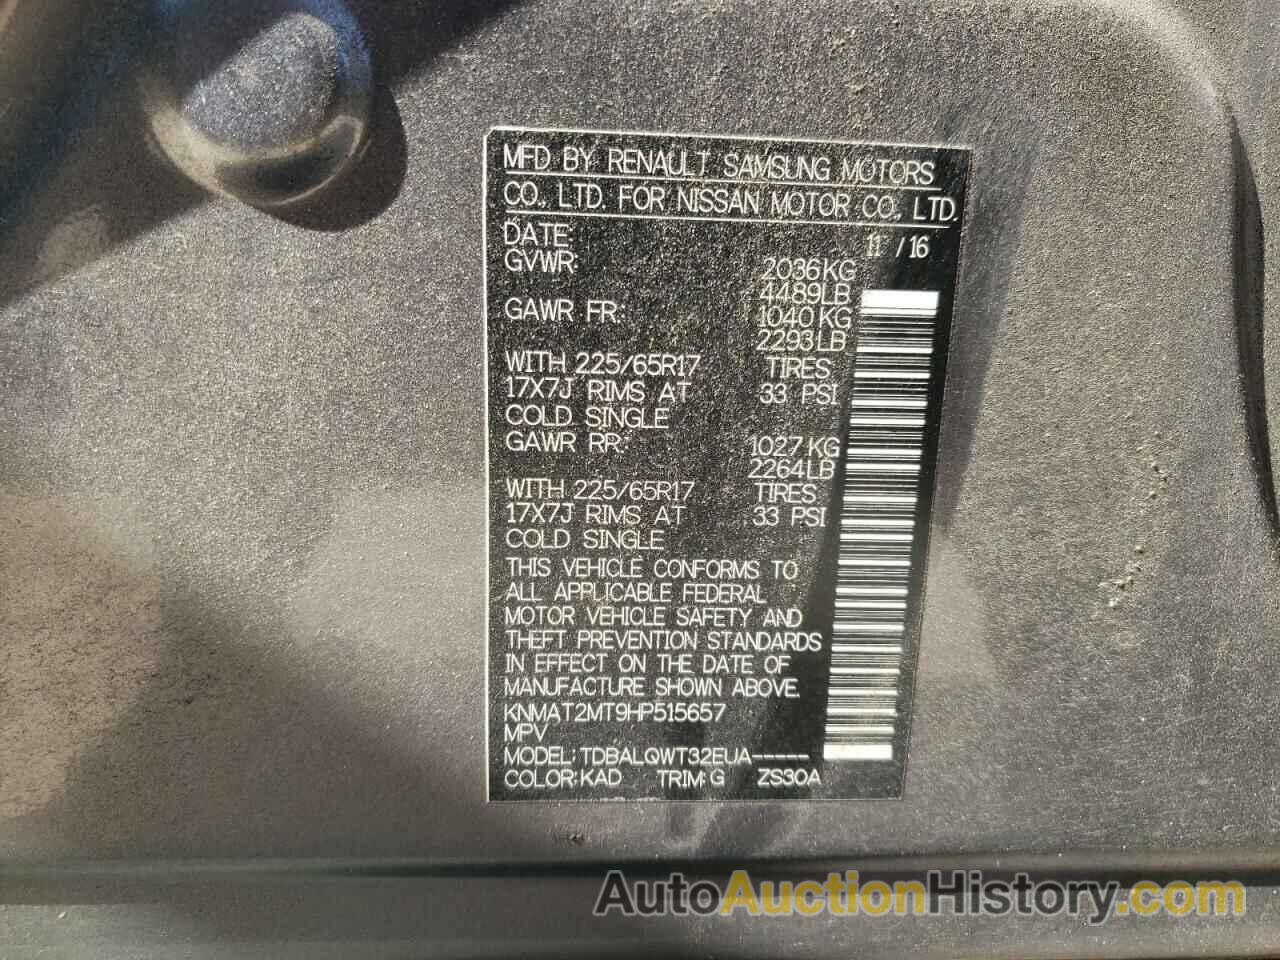 MFD BY RENAULT SAMSUNG MOTORS
CO., LTD. FOR NISSAN MOTOR CO., LTD.
DATE: 11 / 16
GVWR: 2036KG
4489LB
GAWR FR: 1040KG
2293LB
WITH 225/65R17 TIRES
17X7J RIMS AT 33 PSI
COLD SINGLE
GAWR RR: 1027KG
2264LB
WITH 225/65R17 TIRES
17X7J RIMS AT 33 PSI
COLD SINGLE
THIS VEHICLE CONFORMS TO
ALL APPLICABLE FEDERAL
MOTOR VEHICLE SAFETY AND
THEFT PREVENTION STANDARDS
IN EFFECT ON THE DATE OF
MANUFACTURE SHOWN ABOVE.
KNMAT2MT9HP515657
MPV
MODEL: TDBALQWT32EUA-----
COLOR: KAD TRIM: G ZS30A
AutoAuctionHistory.com